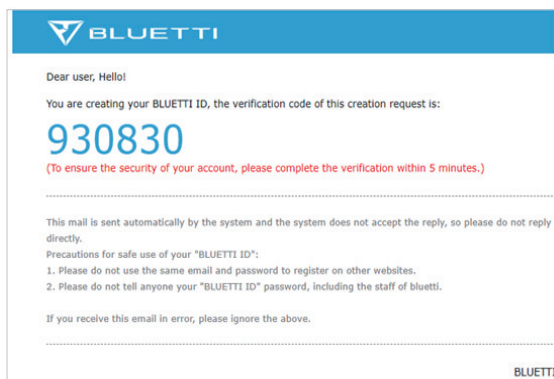 BLUETTI
Dear user, Hello!
You are creating your BLUETTI ID, the verification code of this creation request is:
930830
(To ensure the security of your account, please complete the verification within 5 minutes.)
This mail is sent automatically by the system and the system does not accept the reply, so please do not reply
directly.
Precautions for safe use of your "BLUETTI ID":
1. Please do not use the same email and password to register on other websites.
2. Please do not tell anyone your "BLUETTI ID" password, including the staff of bluetti.
If you receive this email in error, please ignore the above.
BLUETTI